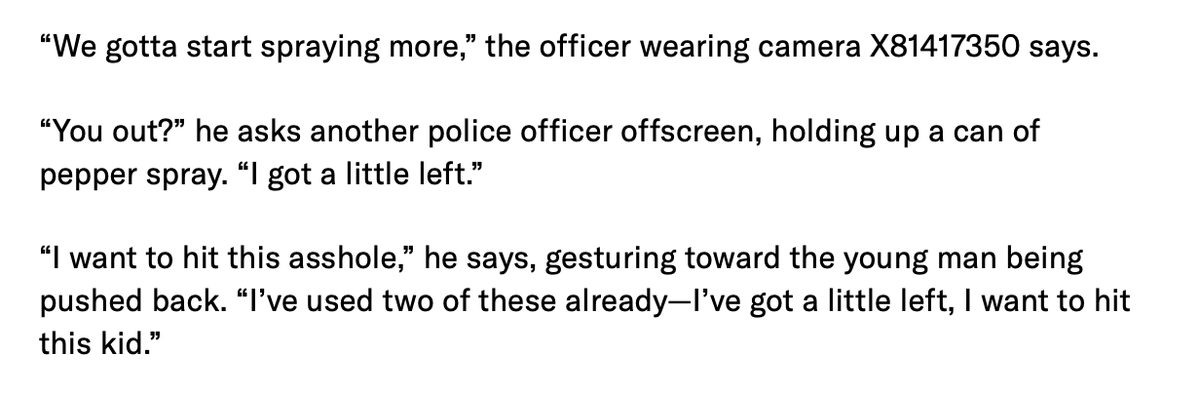 “We gotta start spraying more,” the officer wearing camera X81417350 says.
“You out?” he asks another police officer offscreen, holding up a can of
pepper spray. “I got a little left.”
“I want to hit this asshole,” he says, gesturing toward the young man being
pushed back. “I’ve used two of these already—I’ve got a little left, I want to hit
this kid.”